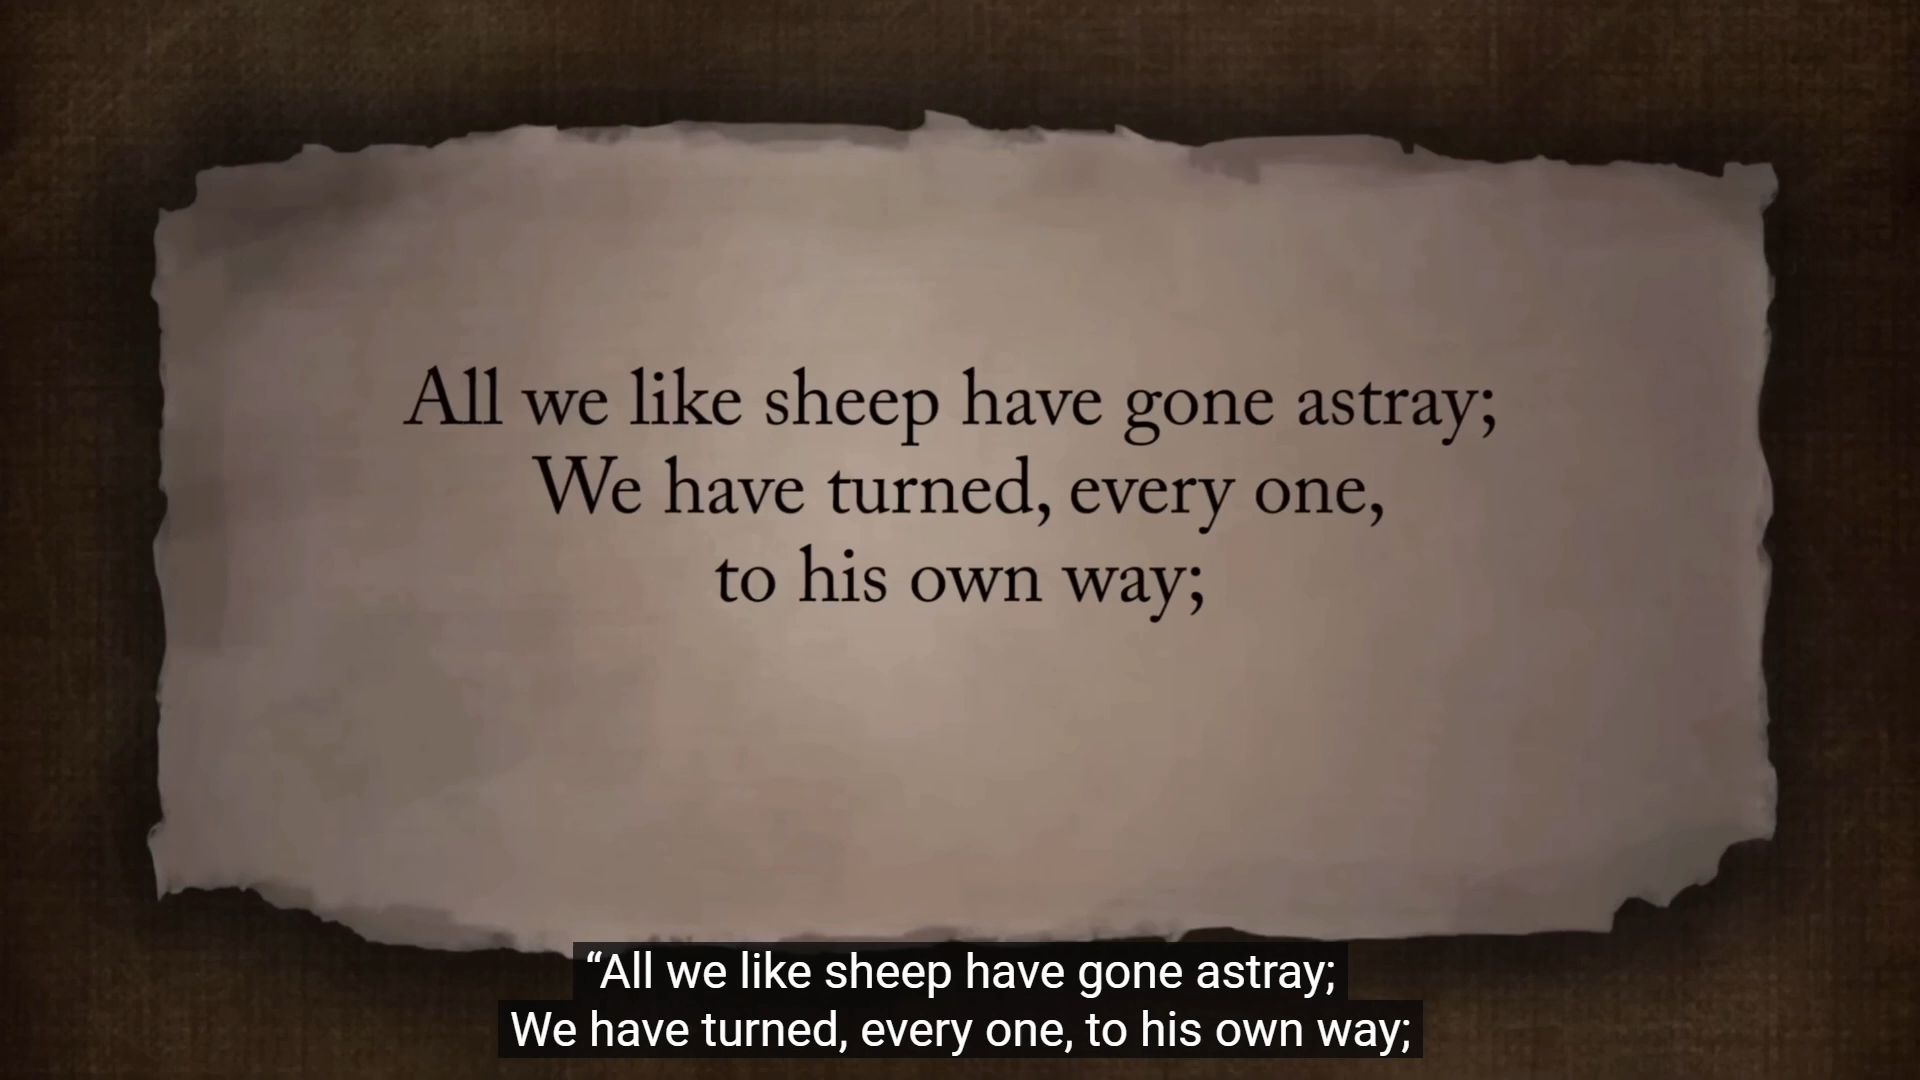 All we like sheep have gone astray;
We have turned, every one,
to his own way;
“All we like sheep have gone astray;
We have turned, every one, to his own way;